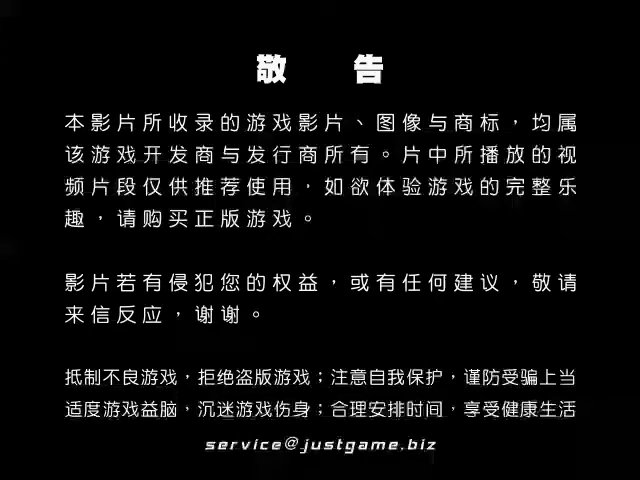 敬 告
本影片所收录的游戏影片、图像与商标，均属
该游戏开发商与发行商所有。片中所播放的视
频片段仅供推荐使用，如欲体验游戏的完整乐
趣，请购买正版游戏。
影片若有侵犯您的权益，或有任何建议，敬请
来信反应，谢谢。
抵制不良游戏，拒绝盗版游戏；注意自我保护，谨防受骗上当
适度游戏益脑，沉迷游戏伤身；合理安排时间，享受健康生活
service@justgame.biz